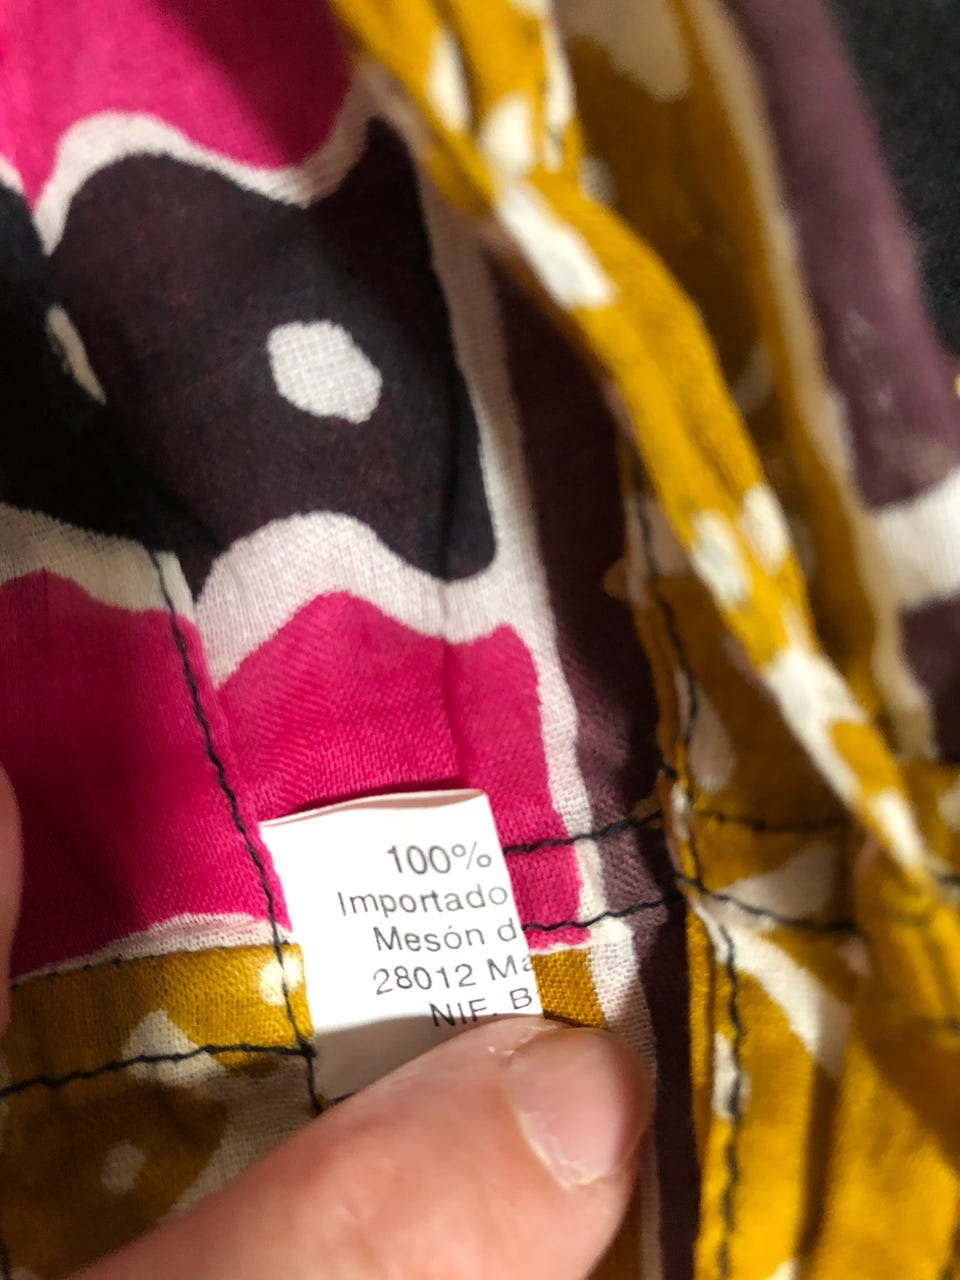 100%
Importado
Mesón d
28012 Ma
NIF. B